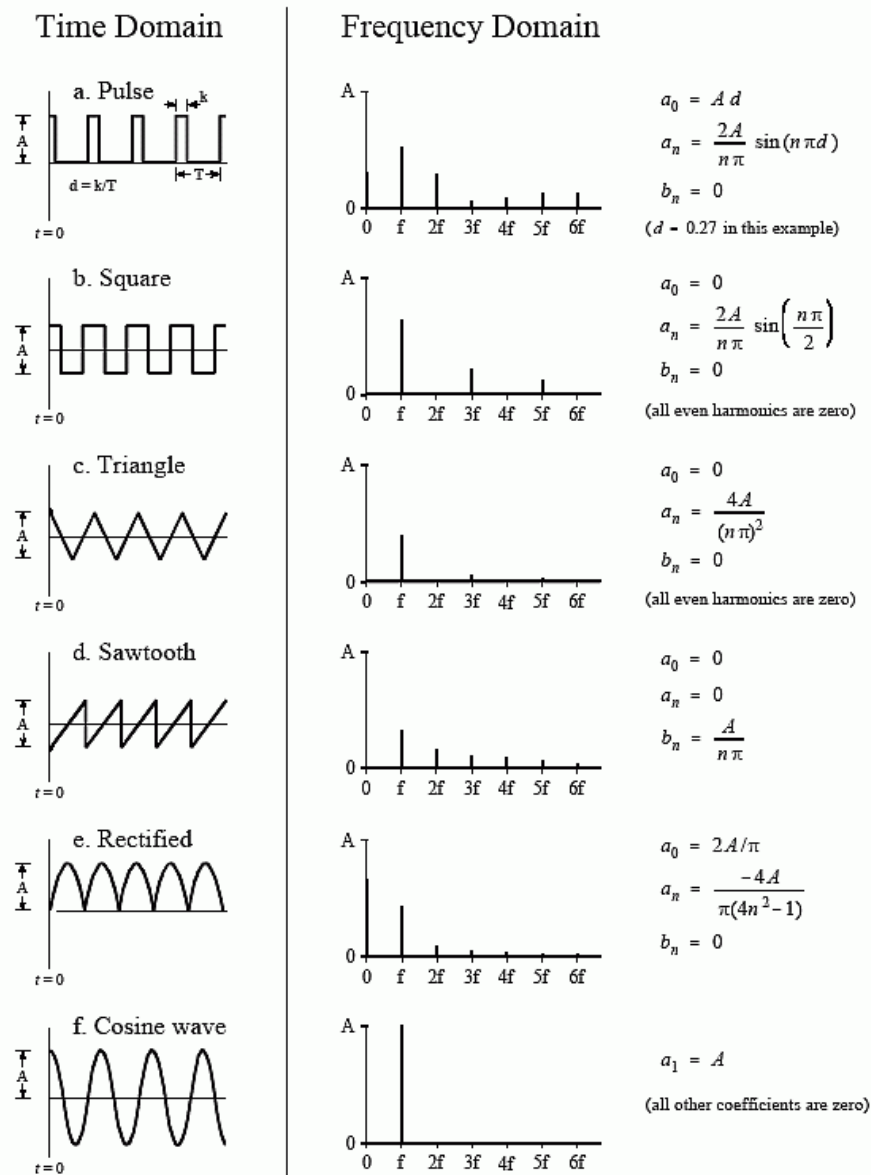 Time Domain
Frequency Domain
a. Pulse
k
A
T
d = k/T
t = 0
A
0
0 f 2f 3f 4f 5f 6f
a₀ = A d
aₙ = 2A/nπ sin(nπd)
bₙ = 0
(d = 0.27 in this example)
b. Square
A
t = 0
A
0
0 f 2f 3f 4f 5f 6f
a₀ = 0
aₙ = 2A/nπ sin(nπ/2)
bₙ = 0
(all even harmonics are zero)
c. Triangle
A
t = 0
A
0
0 f 2f 3f 4f 5f 6f
a₀ = 0
aₙ = 4A/(nπ)²
bₙ = 0
(all even harmonics are zero)
d. Sawtooth
A
t = 0
A
0
0 f 2f 3f 4f 5f 6f
a₀ = 0
aₙ = 0
bₙ = A/nπ
e. Rectified
A
t = 0
A
0
0 f 2f 3f 4f 5f 6f
a₀ = 2A/π
aₙ = -4A/π(4n²-1)
bₙ = 0
f. Cosine wave
A
t = 0
A
0
0 f 2f 3f 4f 5f 6f
a₁ = A
(all other coefficients are zero)